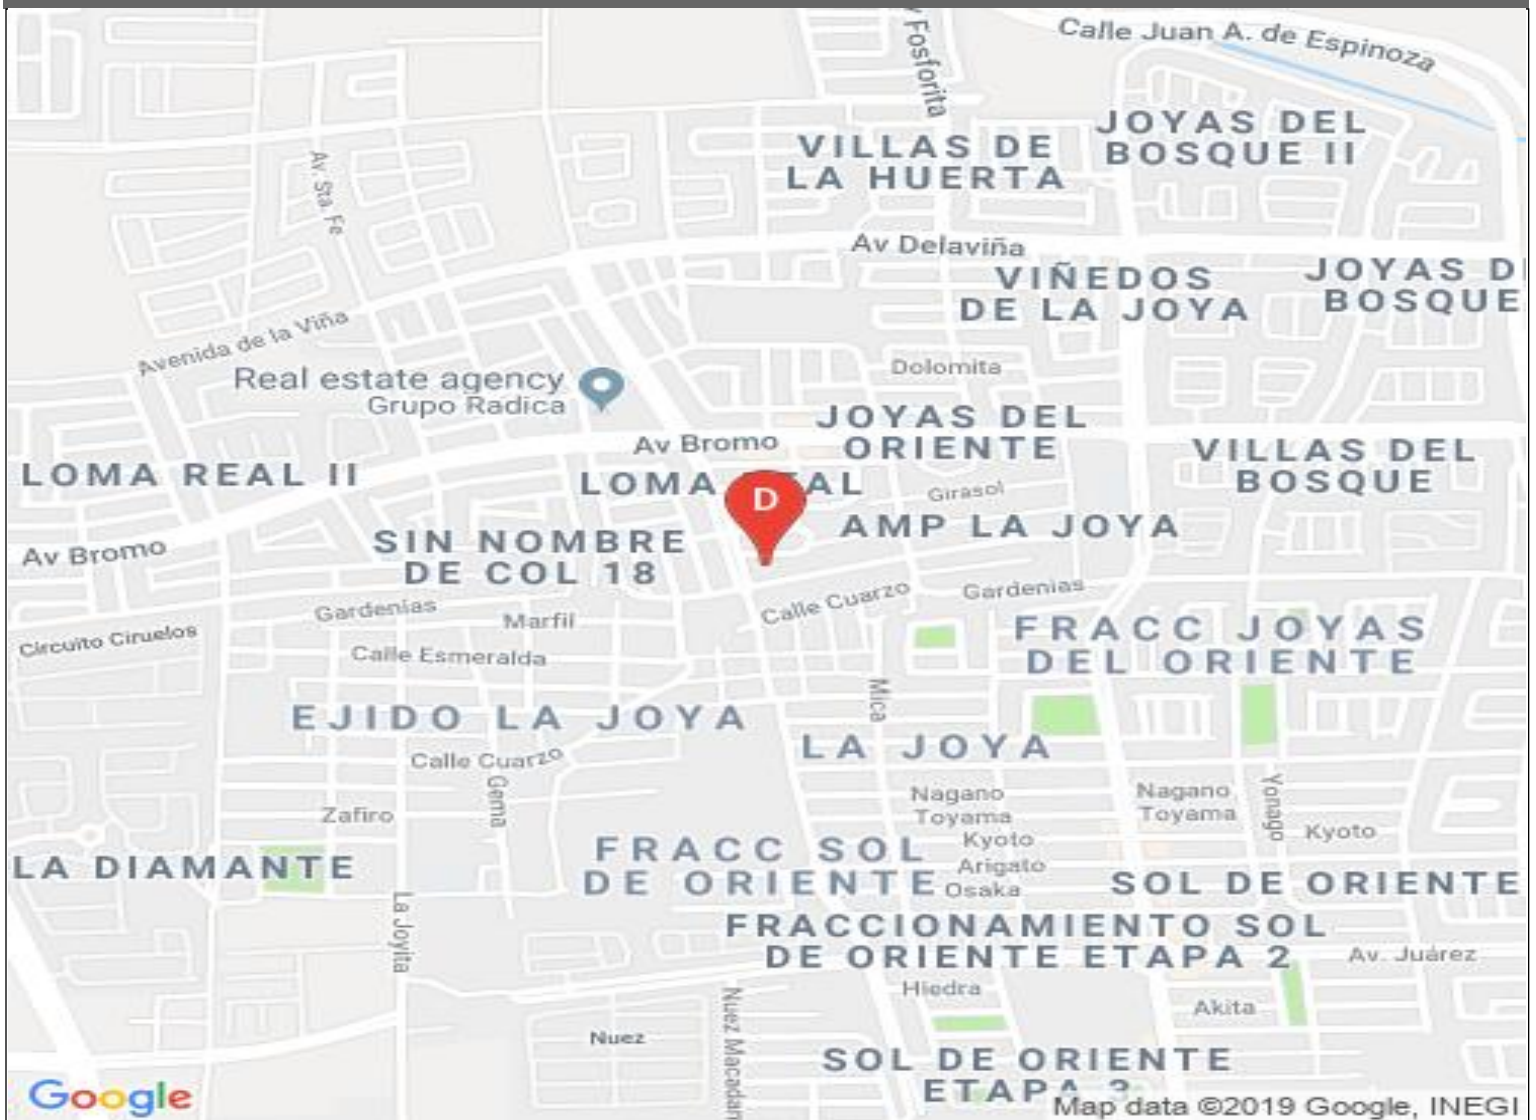 Calle Juan A. de Espinoza
Fosforita
JOYAS DEL
BOSQUE II
VILLAS DE
LA HUERTA
Av. Sta. Fe
Av Delaviña
VIÑEDOS
DE LA JOYA
JOYAS D
BOSQUE
Avenida de la Viña
Dolomita
Real estate agency
Grupo Radica
JOYAS DEL
ORIENTE
Av Bromo
VILLAS DEL
BOSQUE
LOMA REAL II
LOMA AL
D
Girasol
AMP LA JOYA
SIN NOMBRE
DE COL 18
Av Bromo
Calle Cuarzo
Gardenias
Gardenias
Marfil
Circuito Ciruelos
Calle Esmeralda
FRACC JOYAS
DEL ORIENTE
Mica
EJIDO LA JOYA
LA JOYA
Calle Cuarzo
Gema
Zafiro
Nagano
Toyama
Nagano
Toyama
Yonago
Kyoto
Kyoto
FRACC SOL
DE ORIENTE
Arigato
Osaka
LA DIAMANTE
SOL DE ORIENTE
La Joyita
FRACCIONAMIENTO SOL
DE ORIENTE ETAPA 2
Av. Juárez
Hiedra
Akita
Nuez
Nuez Macadan
SOL DE ORIENTE
ETAPA 3
Google
Map data ©2019 Google, INEGI